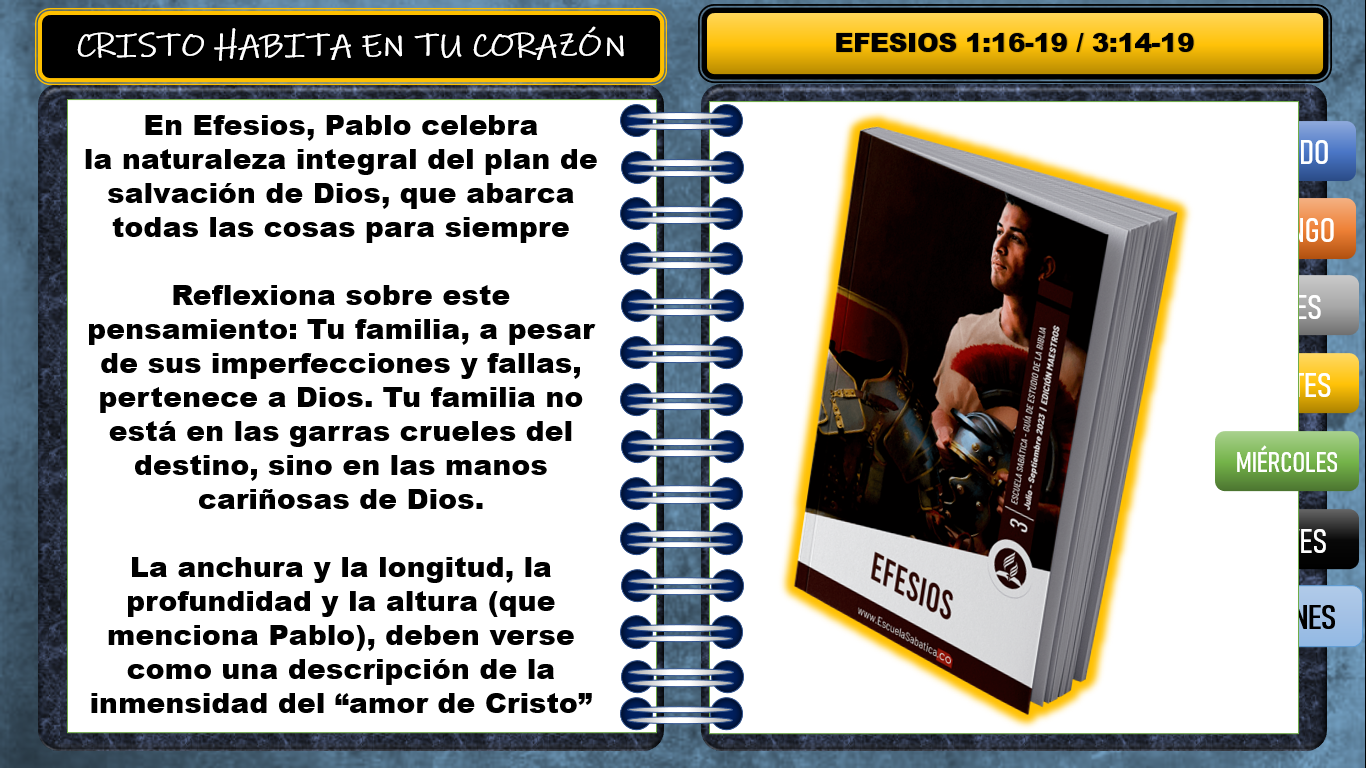 CRISTO HABITA EN TU CORAZÓN
EFESIOS 1:16-19 / 3:14-19
En Efesios, Pablo celebra
la naturaleza integral del plan de
salvación de Dios, que abarca
todas las cosas para siempre
Reflexiona sobre este
pensamiento: Tu familia, a pesar
de sus imperfecciones y fallas,
pertenece a Dios. Tu familia no
está en las garras crueles del
destino, sino en las manos
cariñosas de Dios.
La anchura y la longitud, la
profundidad y la altura (que
menciona Pablo), deben verse
como una descripción de la
inmensidad del “amor de Cristo”
3 | ESCUELA SABÁTICA - GUÍA DE ESTUDIO DE LA BIBLIA
Julio - Septiembre 2023 | EDICIÓN MAESTROS
EFESIOS
www.EscuelaSabatica.co
DO
NGO
ES
TES
MIÉRCOLES
ES
NES